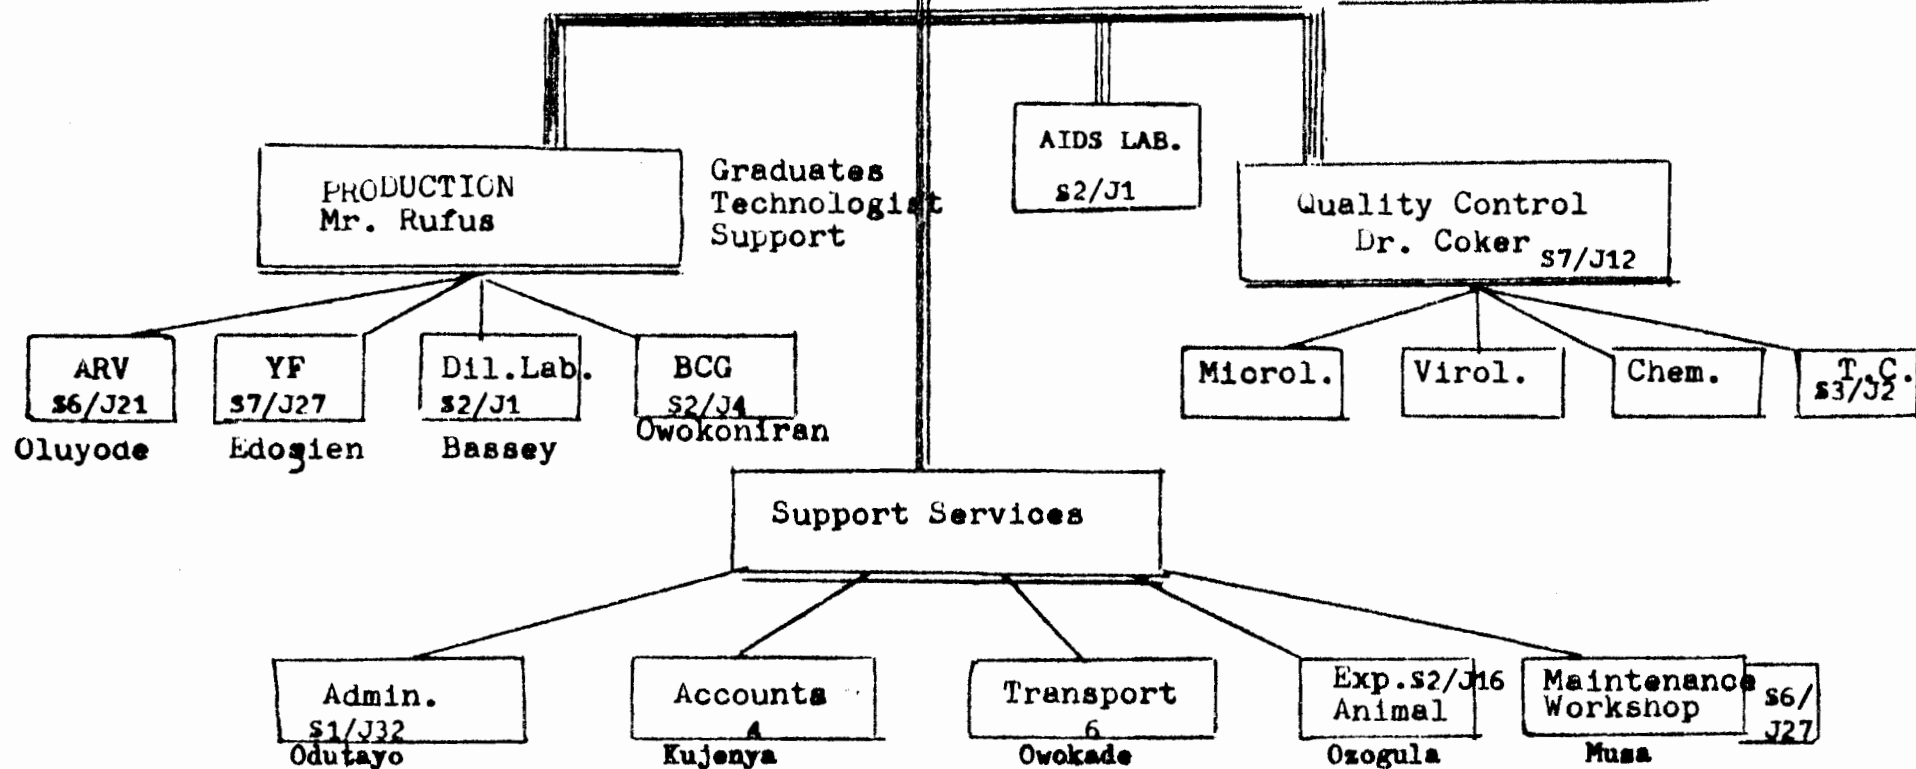 AIDS LAB.
S2/J1
PRODUCTION
Mr. Rufus
Graduates
Technologist
Support
Quality Control
Dr. Coker
S7/J12
ARV
S6/J21
Oluyode
YF
S7/J27
Edogien
Dil.Lab.
S2/J1
Bassey
BCG
S2/J4
Owokoniran
Microl.
Virol.
Chem.
T.C.
S3/J2
Support Services
Admin.
S1/J32
Odutayo
Accounts
4
Kujenya
Transport
6
Owokade
Exp.S2/J16
Animal
Ozogula
Maintenance
Workshop
S6/
J27
Musa